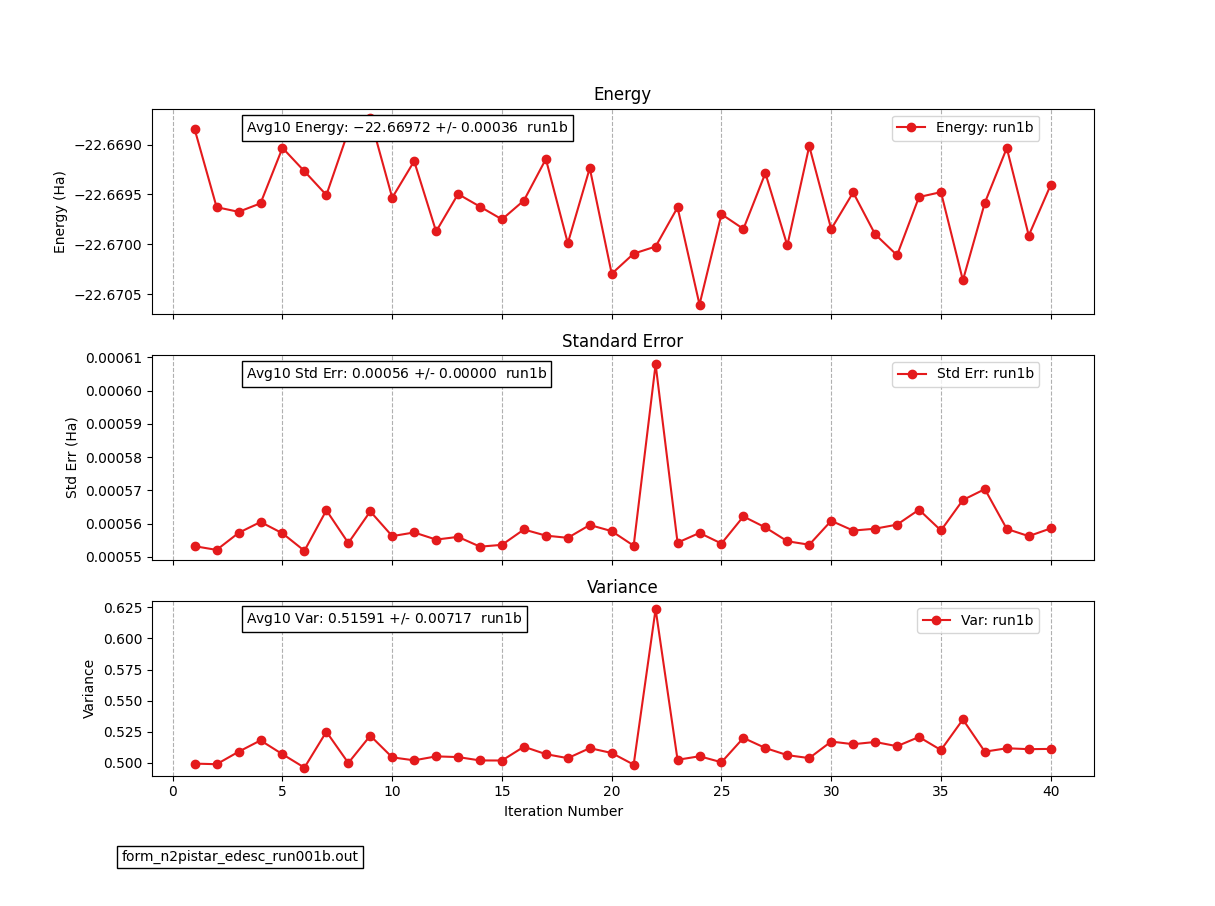 Energy
Avg10 Energy: −22.66972 +/- 0.00036 run1b
Energy: run1b
Energy (Ha)
−22.6690
−22.6695
−22.6700
−22.6705
Standard Error
Avg10 Std Err: 0.00056 +/- 0.00000 run1b
Std Err: run1b
Std Err (Ha)
0.00061
0.00060
0.00059
0.00058
0.00057
0.00056
0.00055
Variance
Avg10 Var: 0.51591 +/- 0.00717 run1b
Var: run1b
Variance
0.625
0.600
0.575
0.550
0.525
0.500
0 5 10 15 20 25 30 35 40
Iteration Number
form_n2pistar_edesc_run001b.out